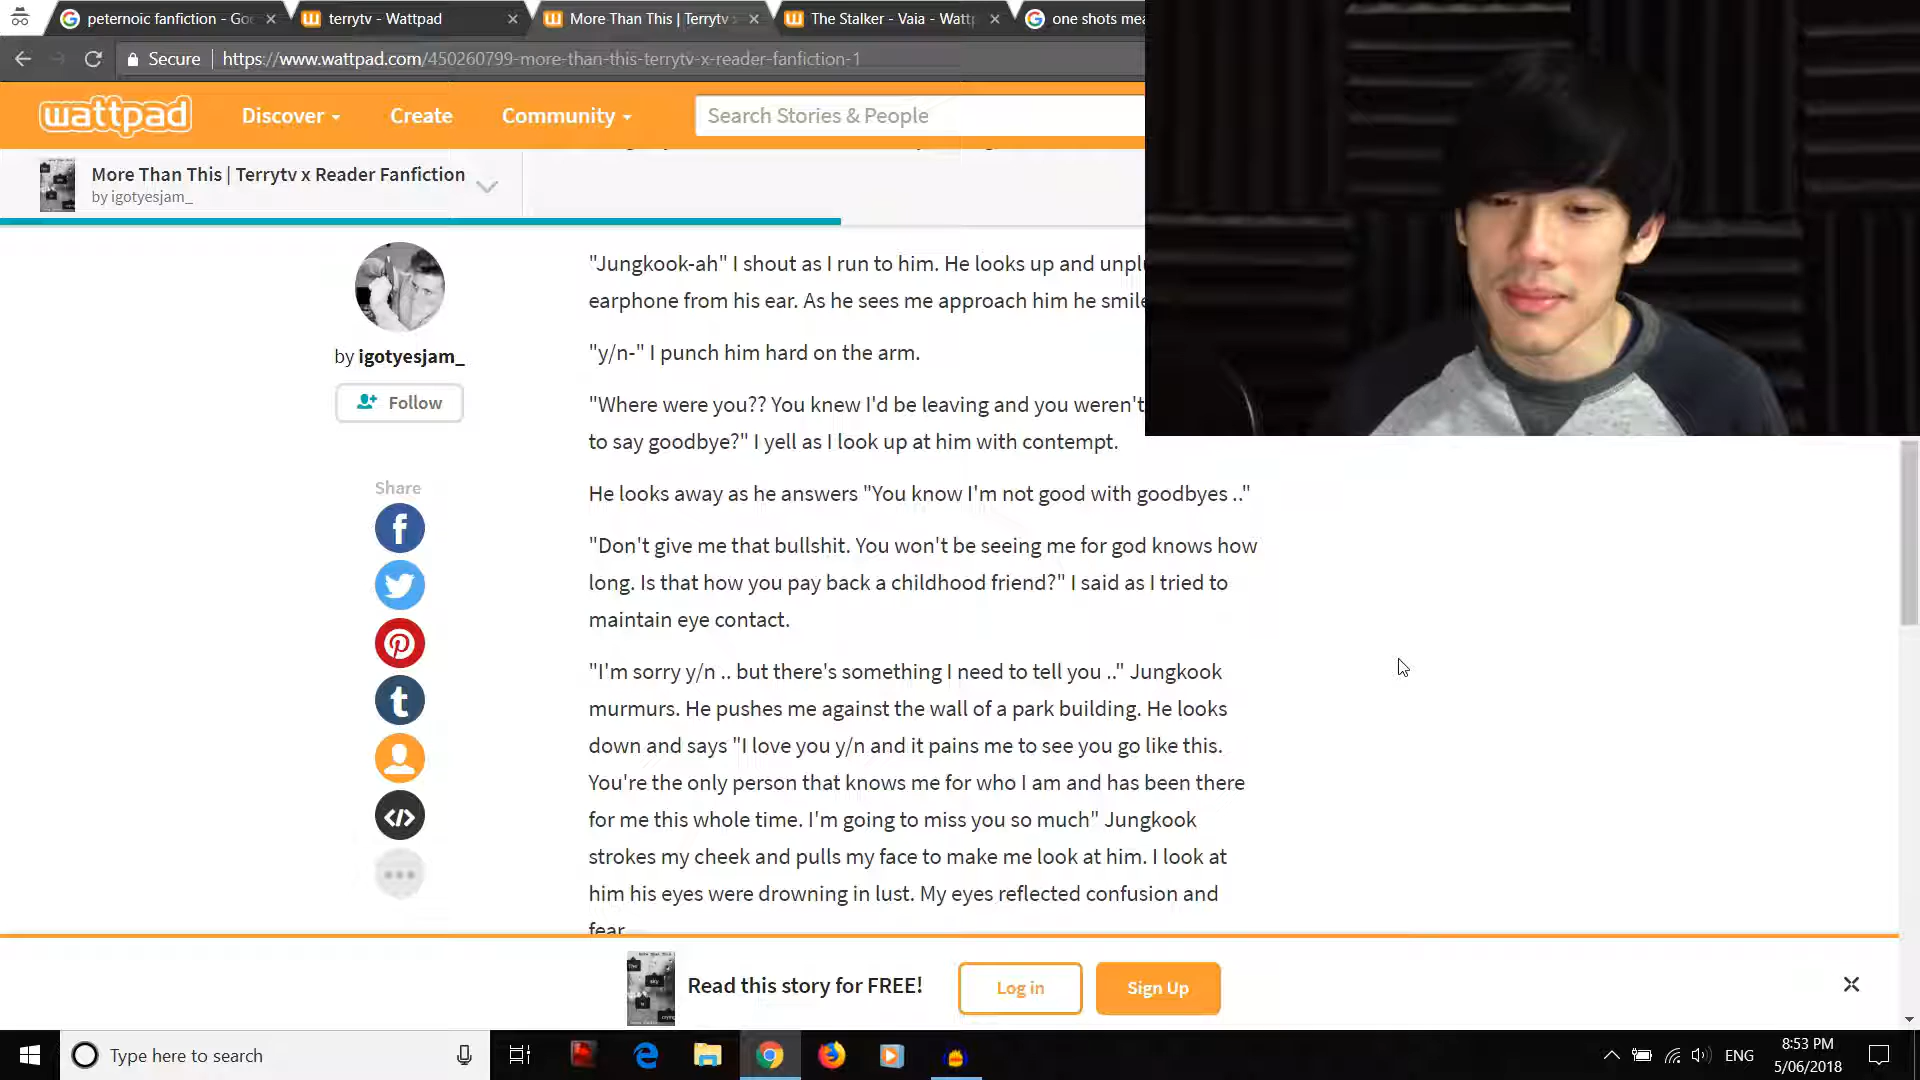 peternoic fanfiction - Go
terrytv - Wattpad
More Than This | Terrytv
The Stalker - Vaia - Watt
one shots mea
Secure
https://www.wattpad.com/450260799-more-than-this-terrytv-x-reader-fanfiction-1
wattpad
Discover
Create
Community
Search Stories & People
More Than This | Terrytv x Reader Fanfiction
by igotyesjam_
by igotyesjam_
Follow
Share
"Jungkook-ah" I shout as I run to him. He looks up and unpl
earphone from his ear. As he sees me approach him he smile
"y/n-" I punch him hard on the arm.
"Where were you?? You knew I'd be leaving and you weren't
to say goodbye?" I yell as I look up at him with contempt.
He looks away as he answers "You know I'm not good with goodbyes .."
"Don't give me that bullshit. You won't be seeing me for god knows how
long. Is that how you pay back a childhood friend?" I said as I tried to
maintain eye contact.
"I'm sorry y/n .. but there's something I need to tell you .." Jungkook
murmurs. He pushes me against the wall of a park building. He looks
down and says "I love you y/n and it pains me to see you go like this.
You're the only person that knows me for who I am and has been there
for me this whole time. I'm going to miss you so much" Jungkook
strokes my cheek and pulls my face to make me look at him. I look at
him his eyes were drowning in lust. My eyes reflected confusion and
fear
Read this story for FREE!
Log in
Sign Up
Type here to search
ENG
8:53 PM
5/06/2018